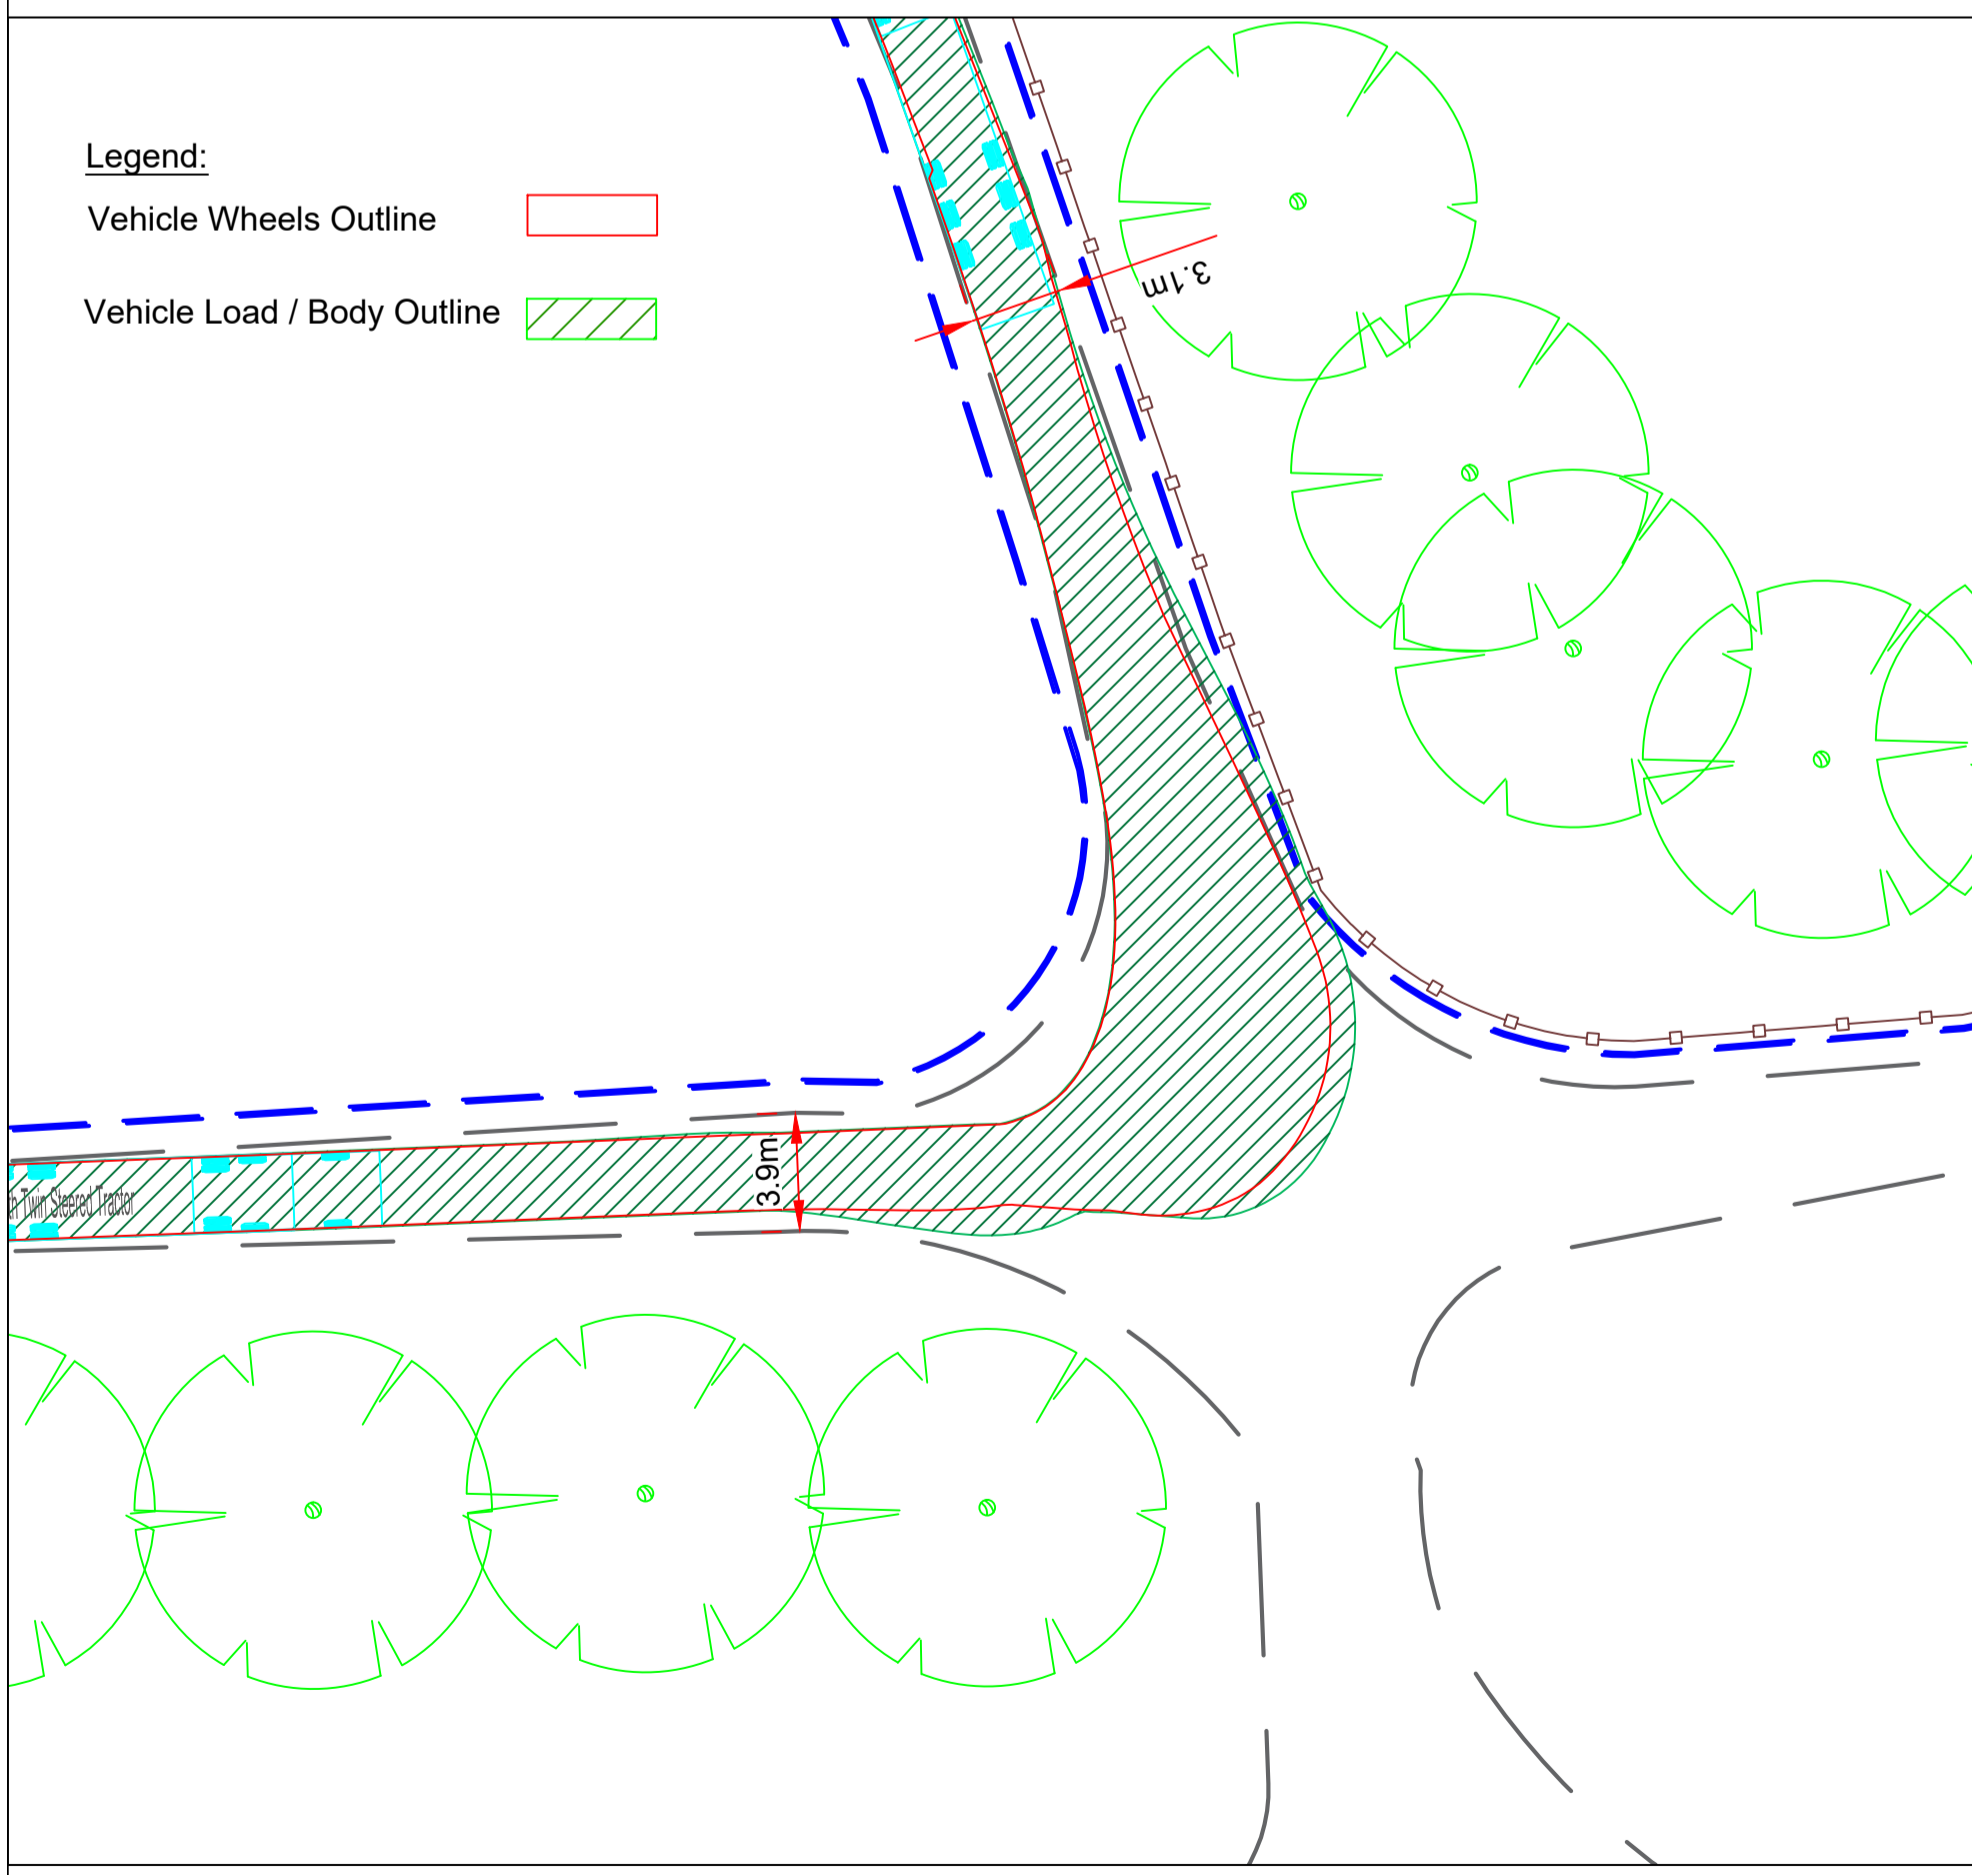 Legend:
Vehicle Wheels Outline
Vehicle Load / Body Outline
3.1m
3.9m
Twin Steered Tractor